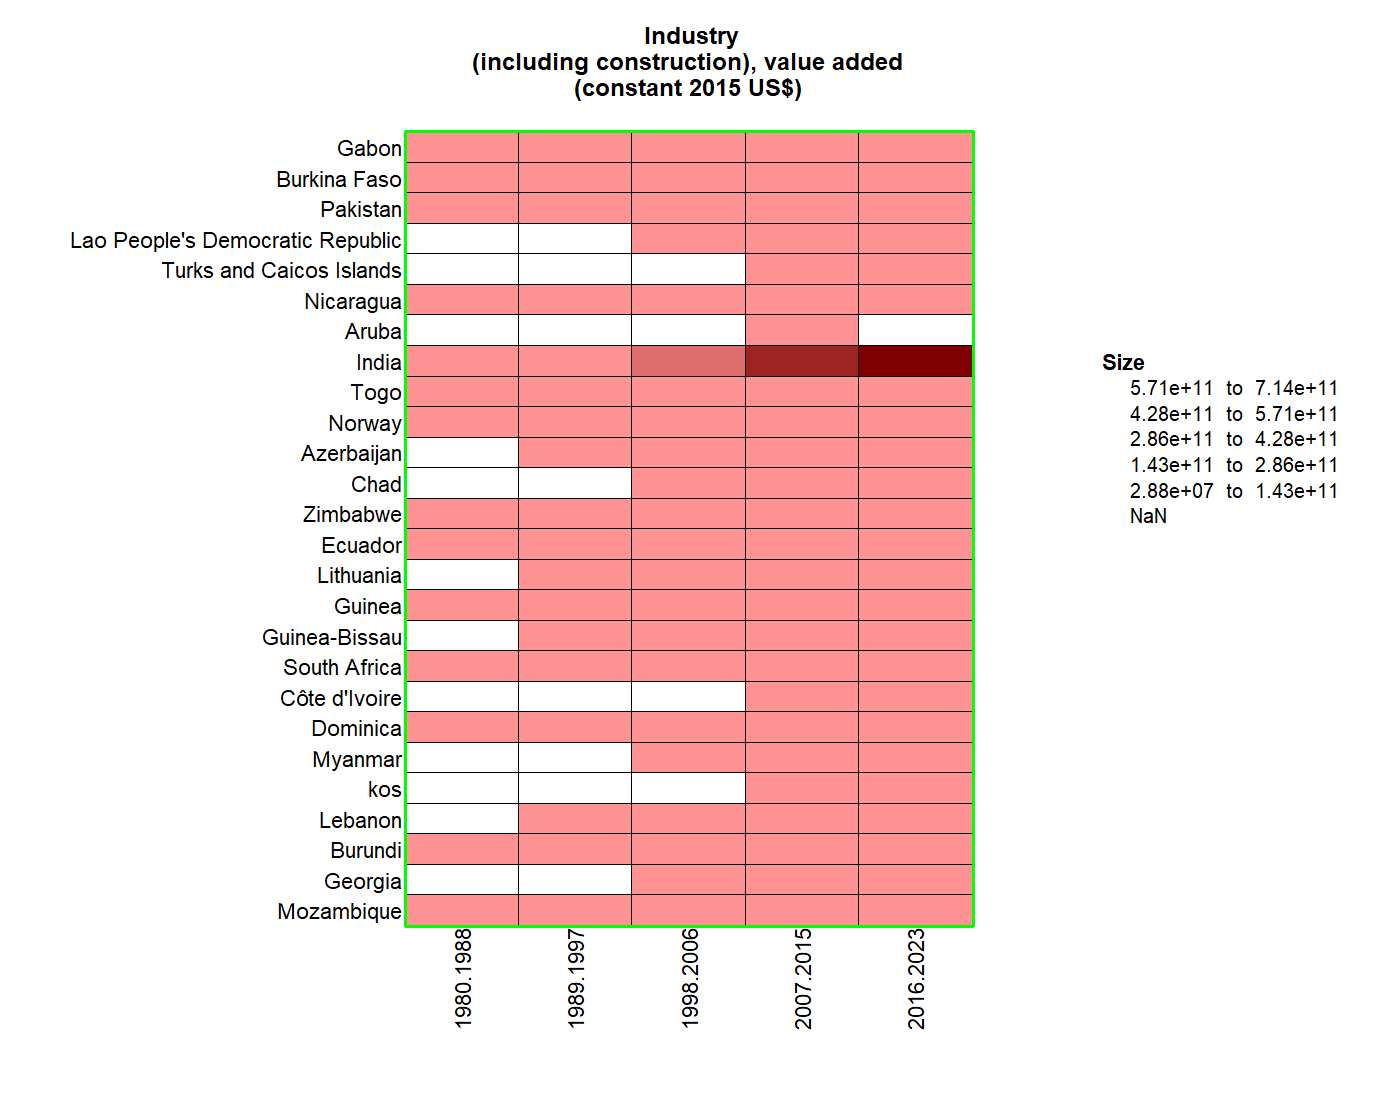 Industry
(including construction), value added
(constant 2015 US$)
Gabon
Burkina Faso
Pakistan
Lao People's Democratic Republic
Turks and Caicos Islands
Nicaragua
Aruba
India
Togo
Norway
Azerbaijan
Chad
Zimbabwe
Ecuador
Lithuania
Guinea
Guinea-Bissau
South Africa
Côte d'Ivoire
Dominica
Myanmar
kos
Lebanon
Burundi
Georgia
Mozambique
1980.1988
1989.1997
1998.2006
2007.2015
2016.2023
Size
5.71e+11 to 7.14e+11
4.28e+11 to 5.71e+11
2.86e+11 to 4.28e+11
1.43e+11 to 2.86e+11
2.88e+07 to 1.43e+11
NaN